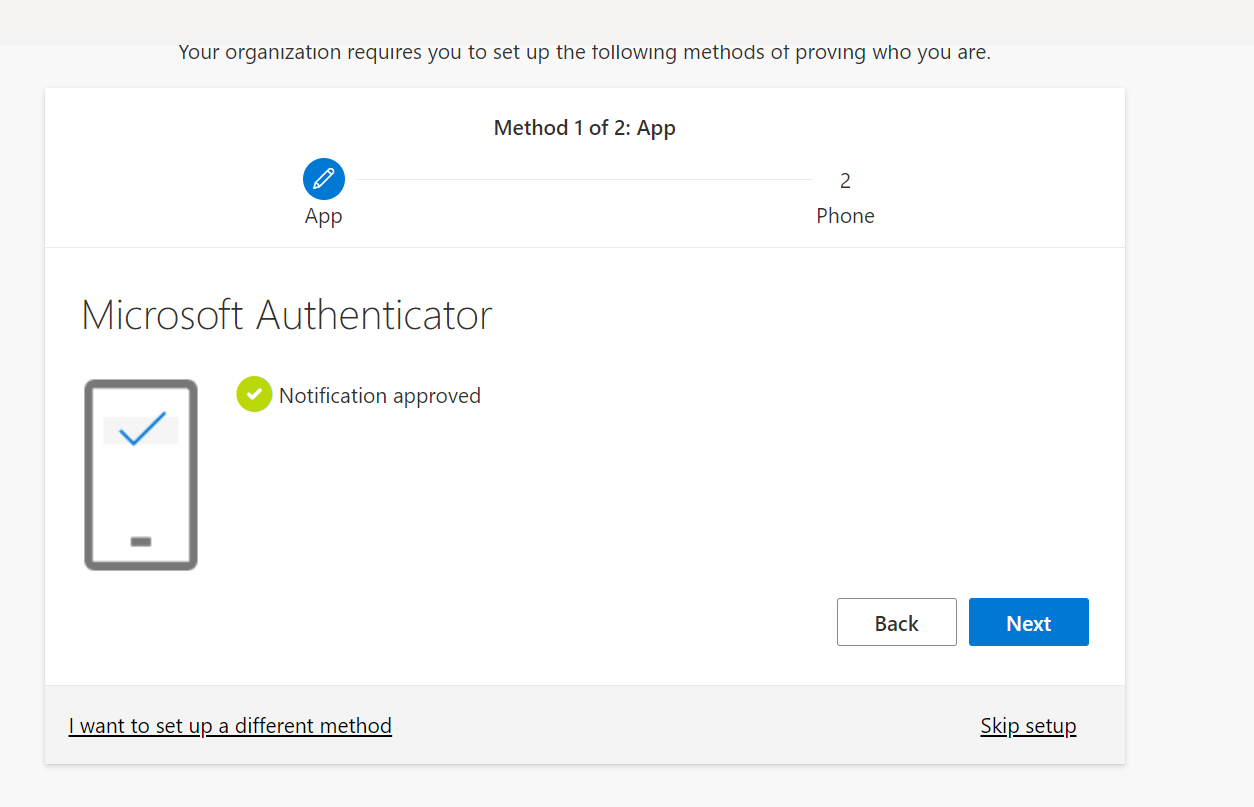 Your organization requires you to set up the following methods of proving who you are.
Method 1 of 2: App
2
App
Phone
Microsoft Authenticator
Notification approved
Back
Next
I want to set up a different method
Skip setup